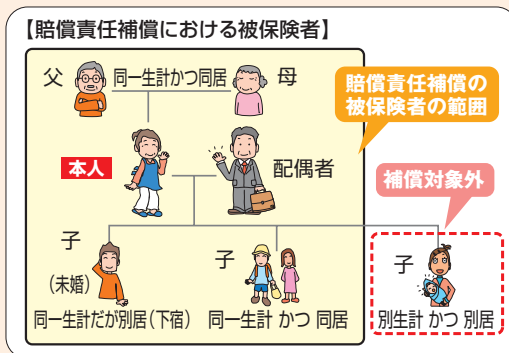 【賠償責任補償における被保険者】
父 同一生計かつ同居 母
賠償責任補償の
被保険者の範囲
本人
配偶者
補償対象外
子
(未婚)
同一生計だが別居(下宿)
子
同一生計 かつ 同居
子
別生計 かつ 別居